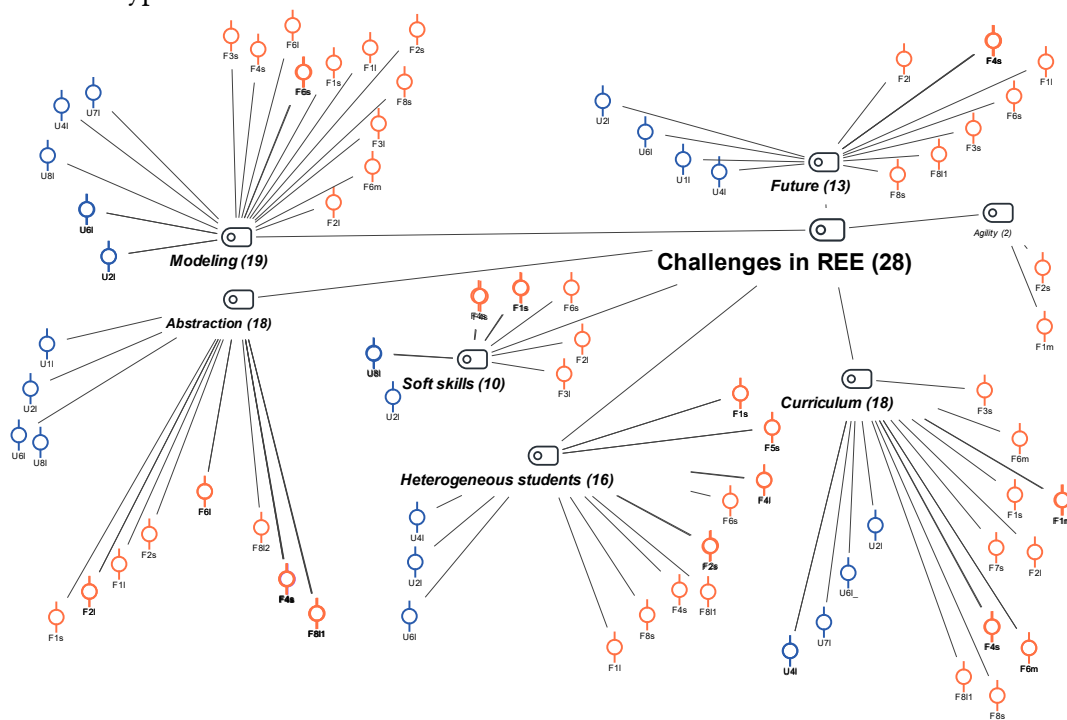 F6l
F2s
F3s
F4s
F6s
F1s
F1l
F8s
F3l
F6m
F2l
U7l
U4l
U8l
U6l
U2l
Modeling (19)
F4s
F2l
F1l
F6s
F3s
F8l1
F8s
U2l
U6l
U1l
U4l
Future (13)
Agility (2)
F2s
F1m
Challenges in REE (28)
Abstraction (18)
U1l
U2l
U6l
U8l
F6l
F8l2
F2s
F1l
F2l
F1s
F4s
F8l1
F4s
F1s
F6s
F2l
F3l
U8l
U2l
Soft skills (10)
Curriculum (18)
F3s
F6m
F1s
F1m
F7s
F2l
U2l
U6l_
U7l
U4l
F4s
F6m
F8l1
F8s
Heterogeneous students (16)
F1s
F5s
F4l
F6s
F2s
F8l1
F4s
F8s
F1l
U4l
U2l
U6l